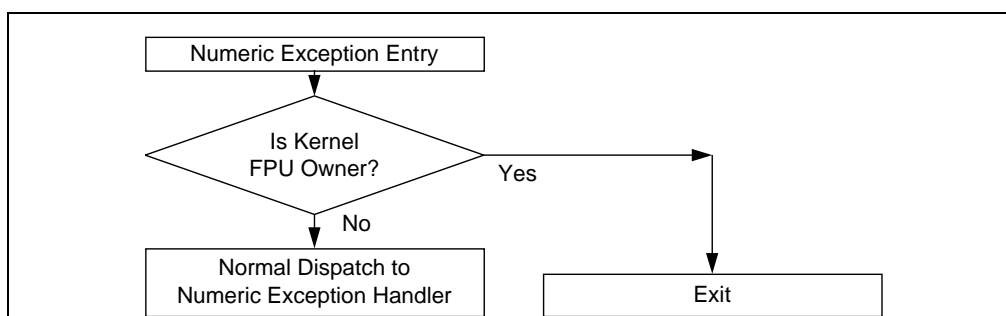 Numeric Exception Entry
Is Kernel
FPU Owner?
Yes
No
Normal Dispatch to
Numeric Exception Handler
Exit